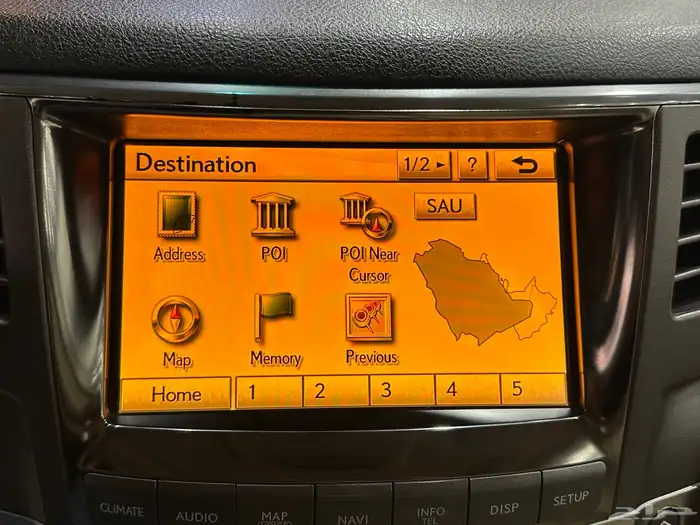 Destination
1/2 ► ?
SAU
Address POI POI Near Cursor
Map Memory Previous
Home 1 2 3 4 5
CLIMATE AUDIO MAP NAVI INFO TEL DISP SETUP